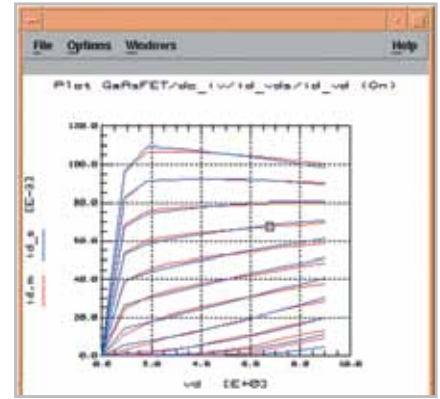 File Options Windows Help
Plot GaAsFET/dc_iv/id_vds/id_vd (On)
120.0
100.0
80.0
60.0
40.0
20.0
0.0
id.m id_s [E-3]
0.0 2.0 4.0 6.0 8.0 10.0
vd [E+0]